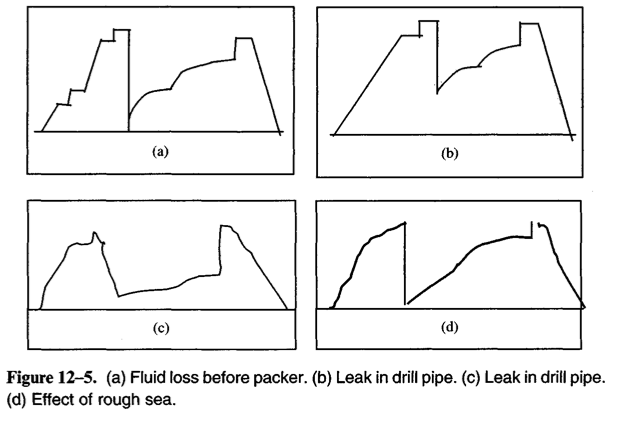 (a)
(b)
(c)
(d)
Figure 12–5. (a) Fluid loss before packer. (b) Leak in drill pipe. (c) Leak in drill pipe.
(d) Effect of rough sea.